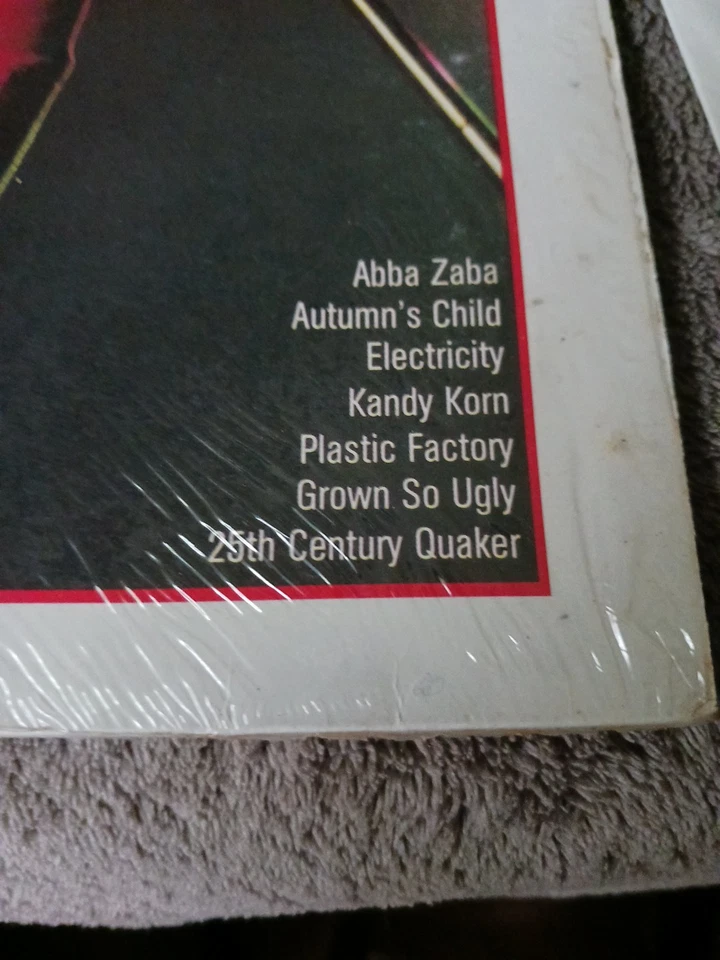 Abba Zaba
Autumn's Child
Electricity
Kandy Korn
Plastic Factory
Grown So Ugly
25th Century Quaker